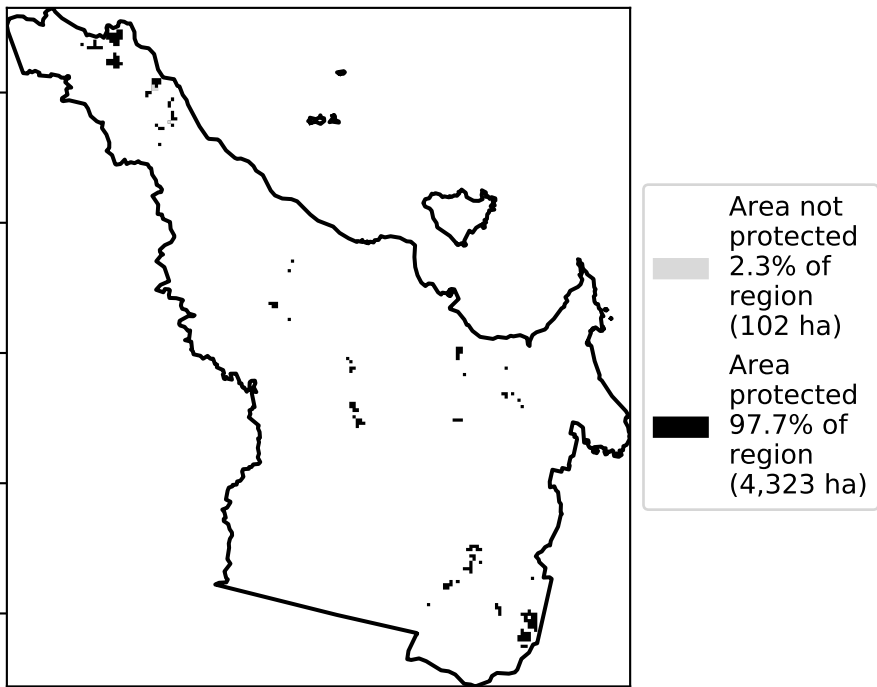 Area not
protected
2.3% of
region
(102 ha)
Area
protected
97.7% of
region
(4,323 ha)